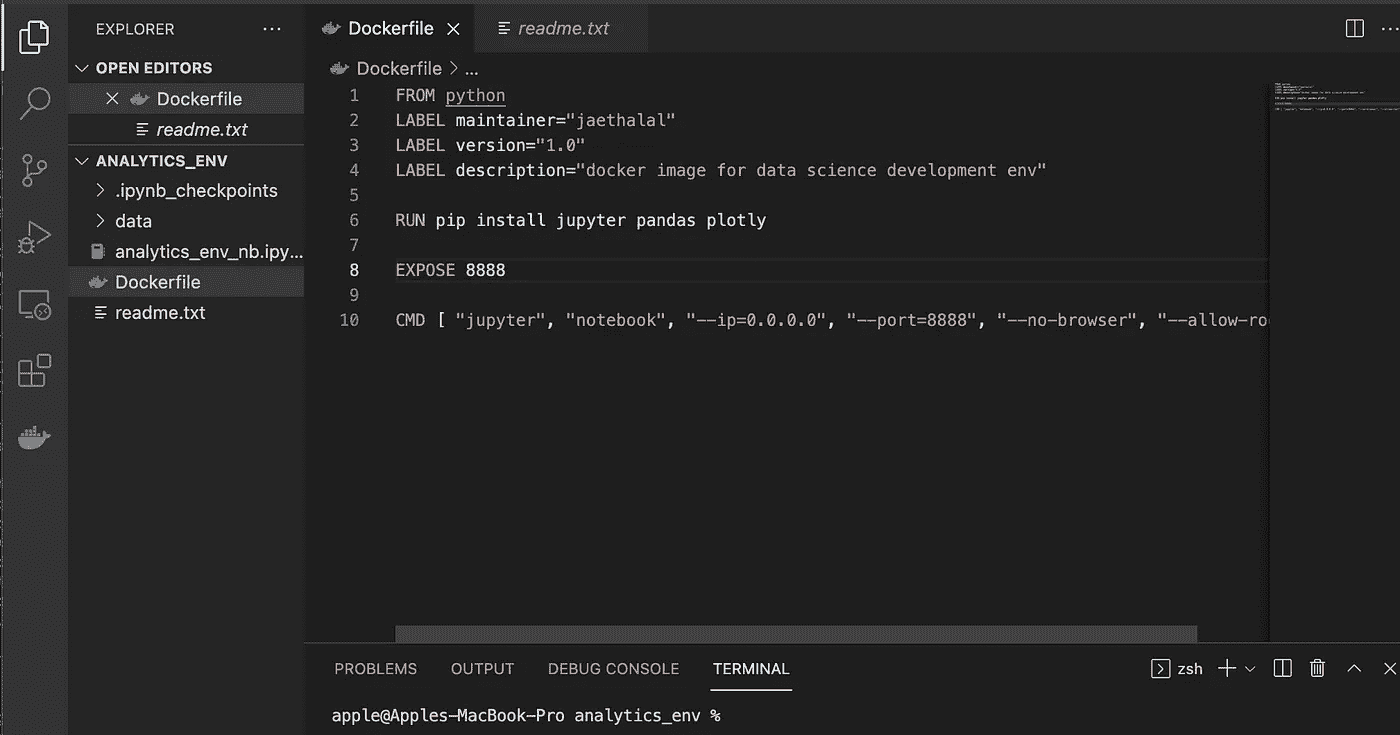 EXPLORER
OPEN EDITORS
Dockerfile
readme.txt
ANALYTICS_ENV
.ipynb_checkpoints
data
analytics_env_nb.ipy...
Dockerfile
readme.txt
Dockerfile
readme.txt
Dockerfile > ...
1 FROM python
2 LABEL maintainer="jaethalal"
3 LABEL version="1.0"
4 LABEL description="docker image for data science development env"
5
6 RUN pip install jupyter pandas plotly
7
8 EXPOSE 8888
9
10 CMD [ "jupyter", "notebook", "--ip=0.0.0.0", "--port=8888", "--no-browser", "--allow-ro
PROBLEMS OUTPUT DEBUG CONSOLE TERMINAL
zsh
apple@Apples-MacBook-Pro analytics_env %